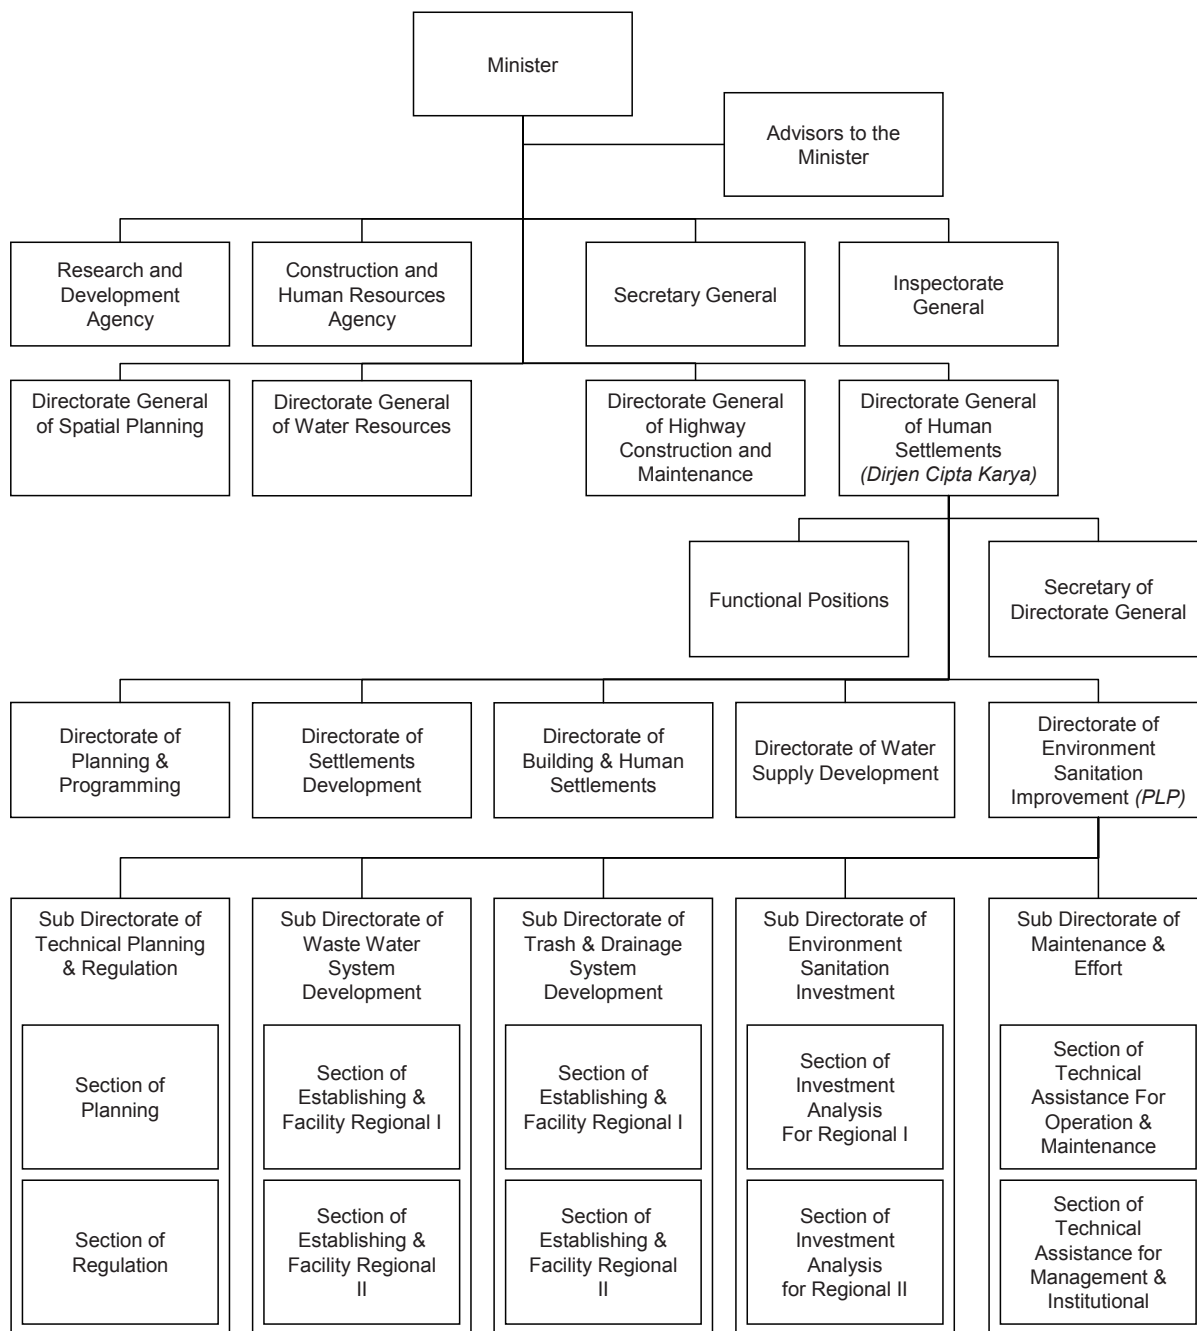 Minister
Advisors to the
Minister
Research and
Development
Agency
Construction and
Human Resources
Agency
Secretary General
Inspectorate
General
Directorate General
of Spatial Planning
Directorate General
of Water Resources
Directorate General
of Highway
Construction and
Maintenance
Directorate General
of Human
Settlements
(Dirjen Cipta Karya)
Functional Positions
Secretary of
Directorate General
Directorate of
Planning &
Programming
Directorate of
Settlements
Development
Directorate of
Building & Human
Settlements
Directorate of Water
Supply Development
Directorate of
Environment
Sanitation
Improvement (PLP)
Sub Directorate of
Technical Planning
& Regulation
Section of
Planning
Section of
Regulation
Sub Directorate of
Waste Water
System
Development
Section of
Establishing &
Facility Regional I
Section of
Establishing &
Facility Regional
II
Sub Directorate of
Trash & Drainage
System
Development
Section of
Establishing &
Facility Regional I
Section of
Establishing &
Facility Regional
II
Sub Directorate of
Environment
Sanitation
Investment
Section of
Investment
Analysis
For Regional I
Section of
Investment
Analysis
for Regional II
Sub Directorate of
Maintenance &
Effort
Section of
Technical
Assistance For
Operation &
Maintenance
Section of
Technical
Assistance for
Management &
Institutional